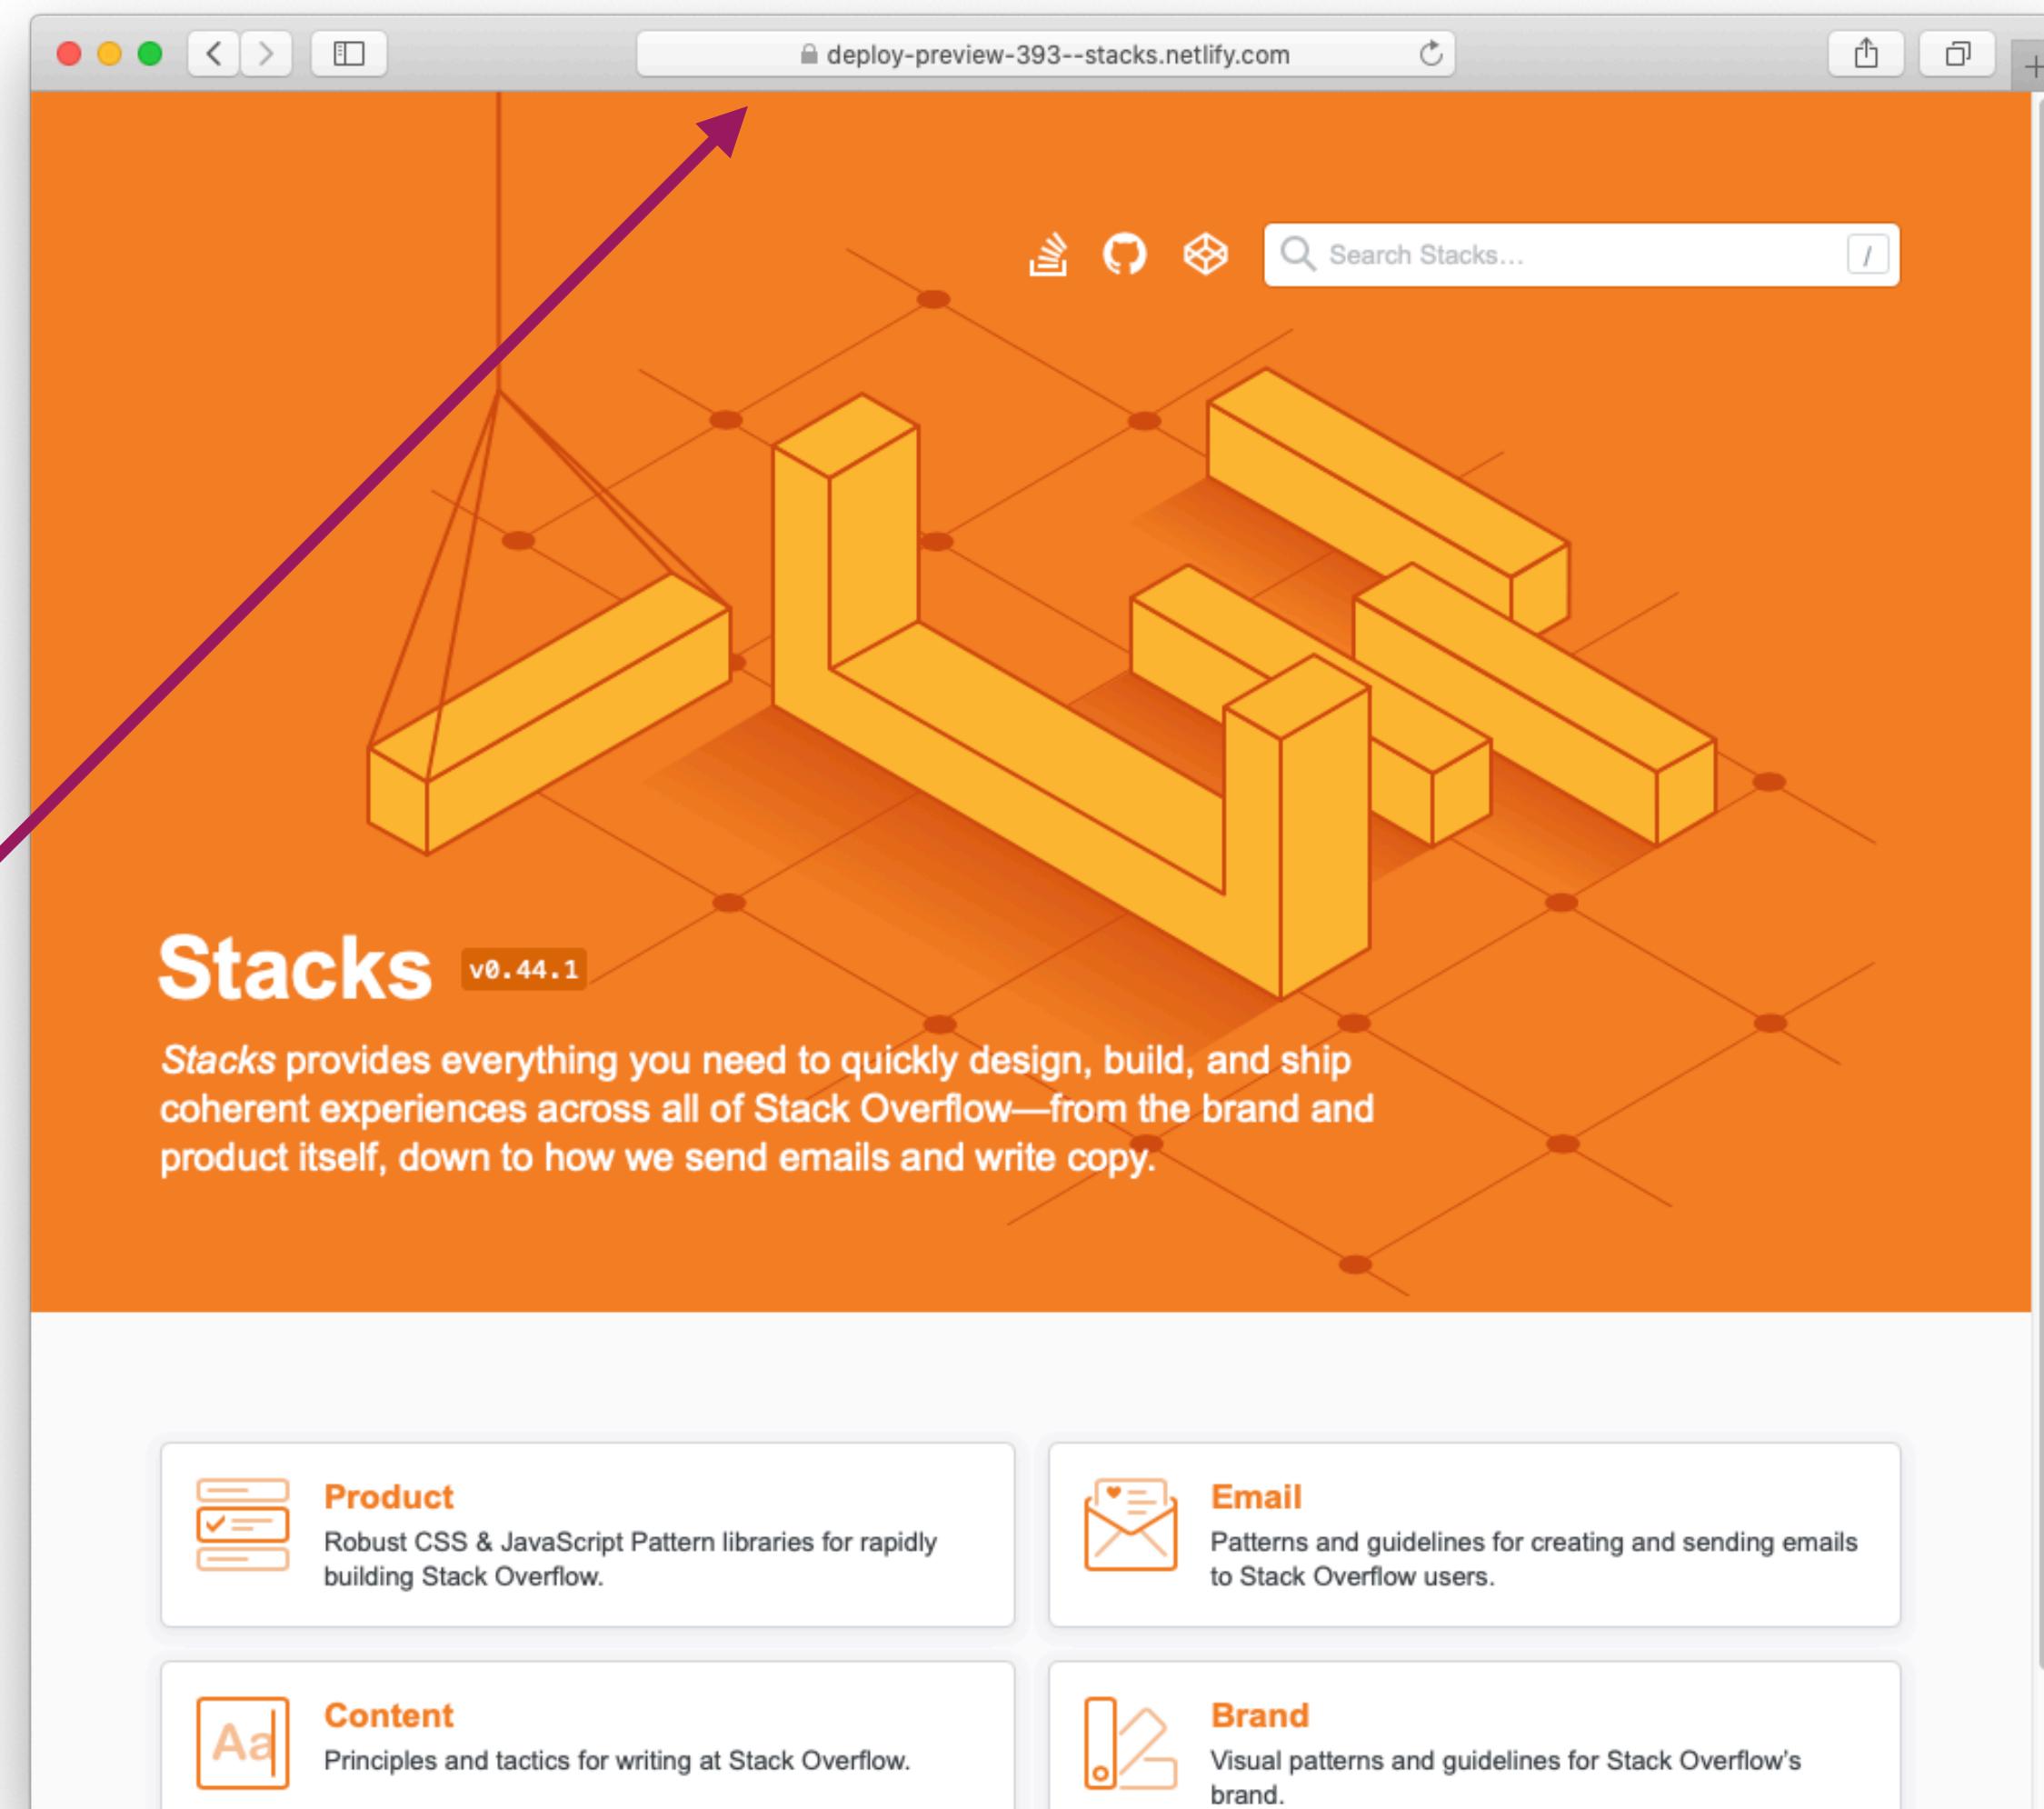 deploy-preview-393--stacks.netlify.com
Search Stacks...
/
Stacks v0.44.1
Stacks provides everything you need to quickly design, build, and ship
coherent experiences across all of Stack Overflow—from the brand and
product itself, down to how we send emails and write copy.
Product
Robust CSS & JavaScript Pattern libraries for rapidly
building Stack Overflow.
Email
Patterns and guidelines for creating and sending emails
to Stack Overflow users.
Aa
Content
Principles and tactics for writing at Stack Overflow.
Brand
Visual patterns and guidelines for Stack Overflow’s
brand.